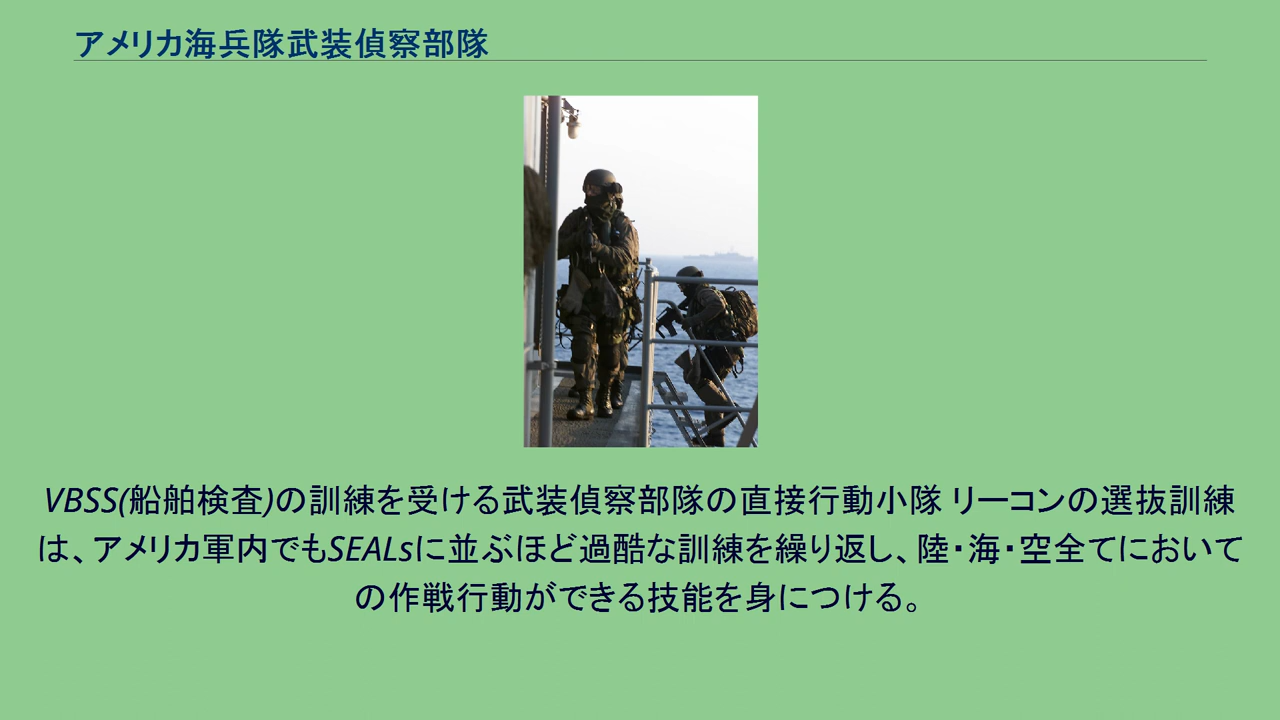 アメリカ海兵隊武装偵察部隊
VBSS(船舶検査)の訓練を受ける武装偵察部隊の直接行動小隊 リーコンの選抜訓練
は、アメリカ軍内でもSEALsに並ぶほど過酷な訓練を繰り返し、陸・海・空全てにおいて
の作戦行動ができる技能を身につける。